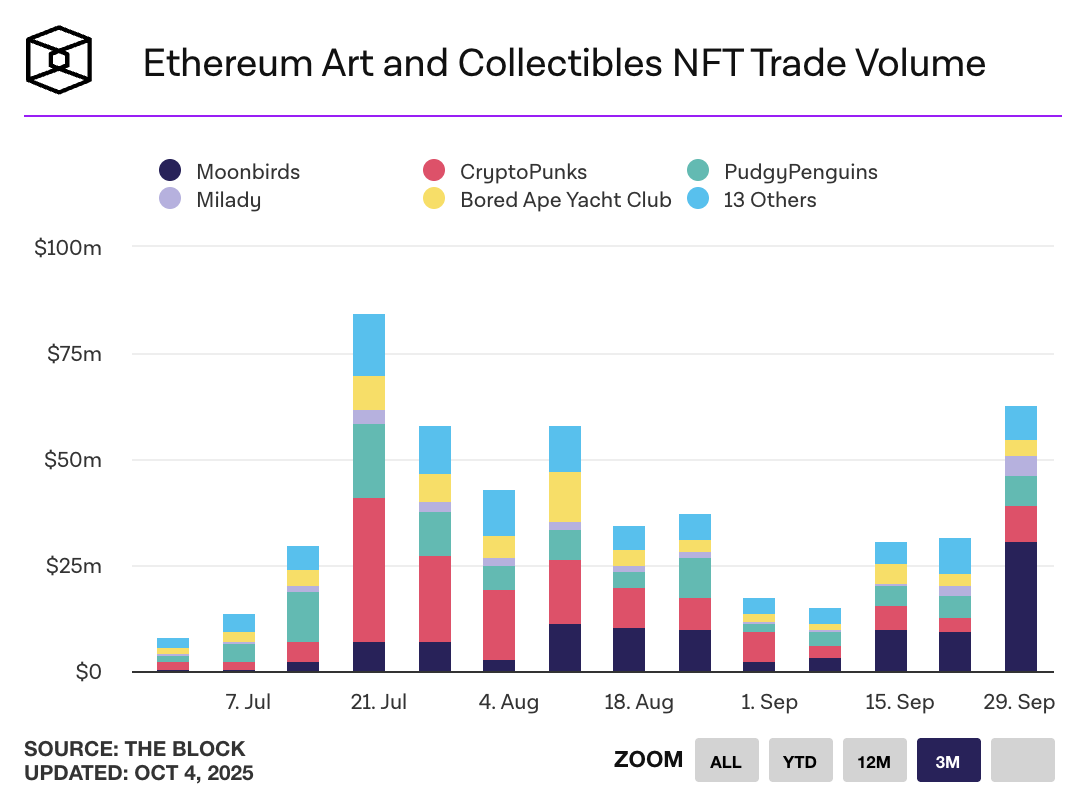 Ethereum Art and Collectibles NFT Trade Volume
Moonbirds CryptoPunks PudgyPenguins
Milady Bored Ape Yacht Club 13 Others
$100m
$75m
$50m
$25m
$0
7. Jul 21. Jul 4. Aug 18. Aug 1. Sep 15. Sep 29. Sep
SOURCE: THE BLOCK
UPDATED: OCT 4, 2025
ZOOM ALL YTD 12M 3M